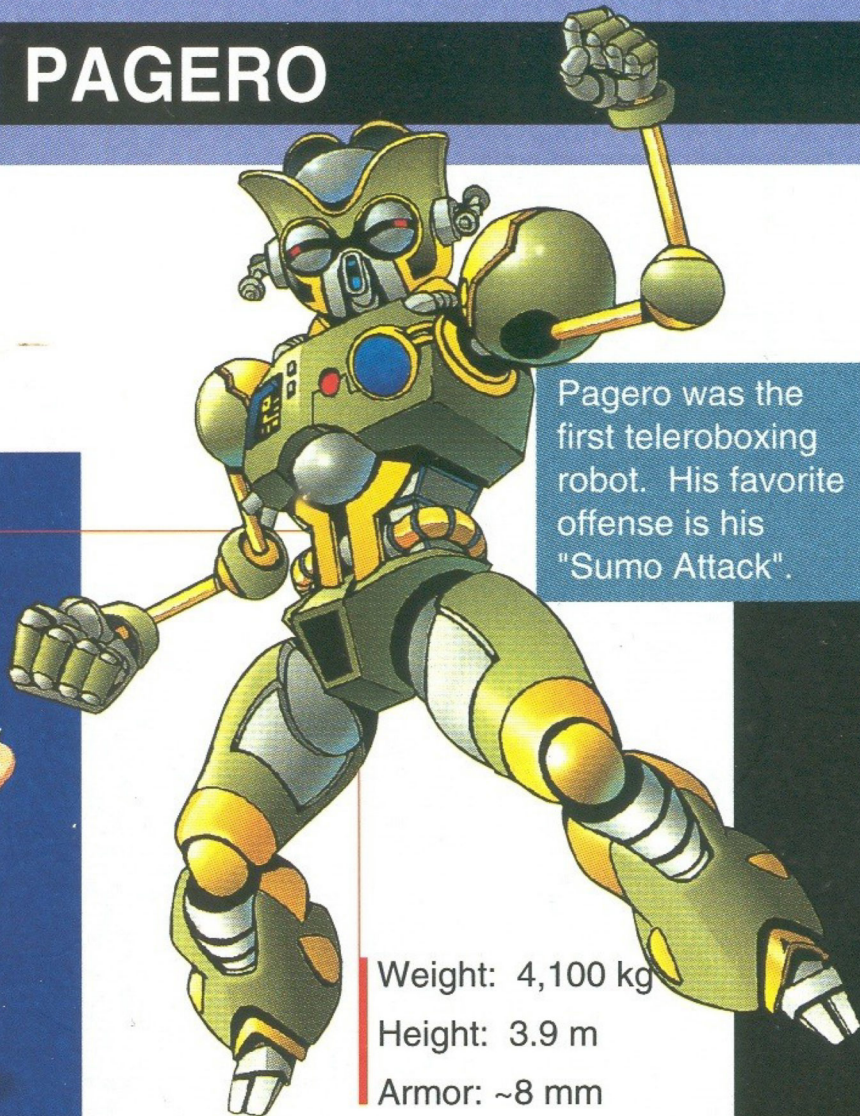 PAGERO
Pagero was the
first teleroboxing
robot.  His favorite
offense is his
"Sumo Attack".
Weight:  4,100 kg
Height:  3.9 m
Armor: ~8 mm